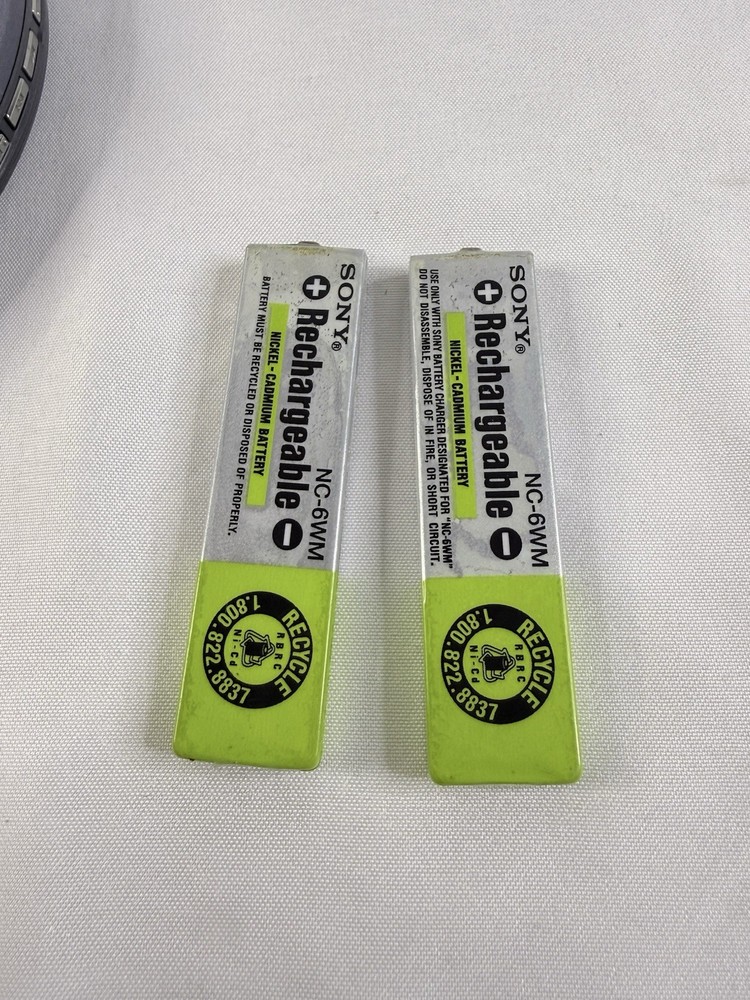 SONY®
NC-6WM
+ Rechargeable −
NICKEL-CADMIUM BATTERY
BATTERY MUST BE RECYCLED OR DISPOSED OF PROPERLY.
RECYCLE
1.800.822.8837
RBRC
Ni-Cd
SONY®
NC-6WM
+ Rechargeable −
NICKEL-CADMIUM BATTERY
USE ONLY WITH SONY BATTERY CHARGER DESIGNATED FOR "NC-6WM"
DO NOT DISASSEMBLE, DISPOSE OF IN FIRE, OR SHORT CIRCUIT.
RECYCLE
1.800.822.8837
RBRC
Ni-Cd